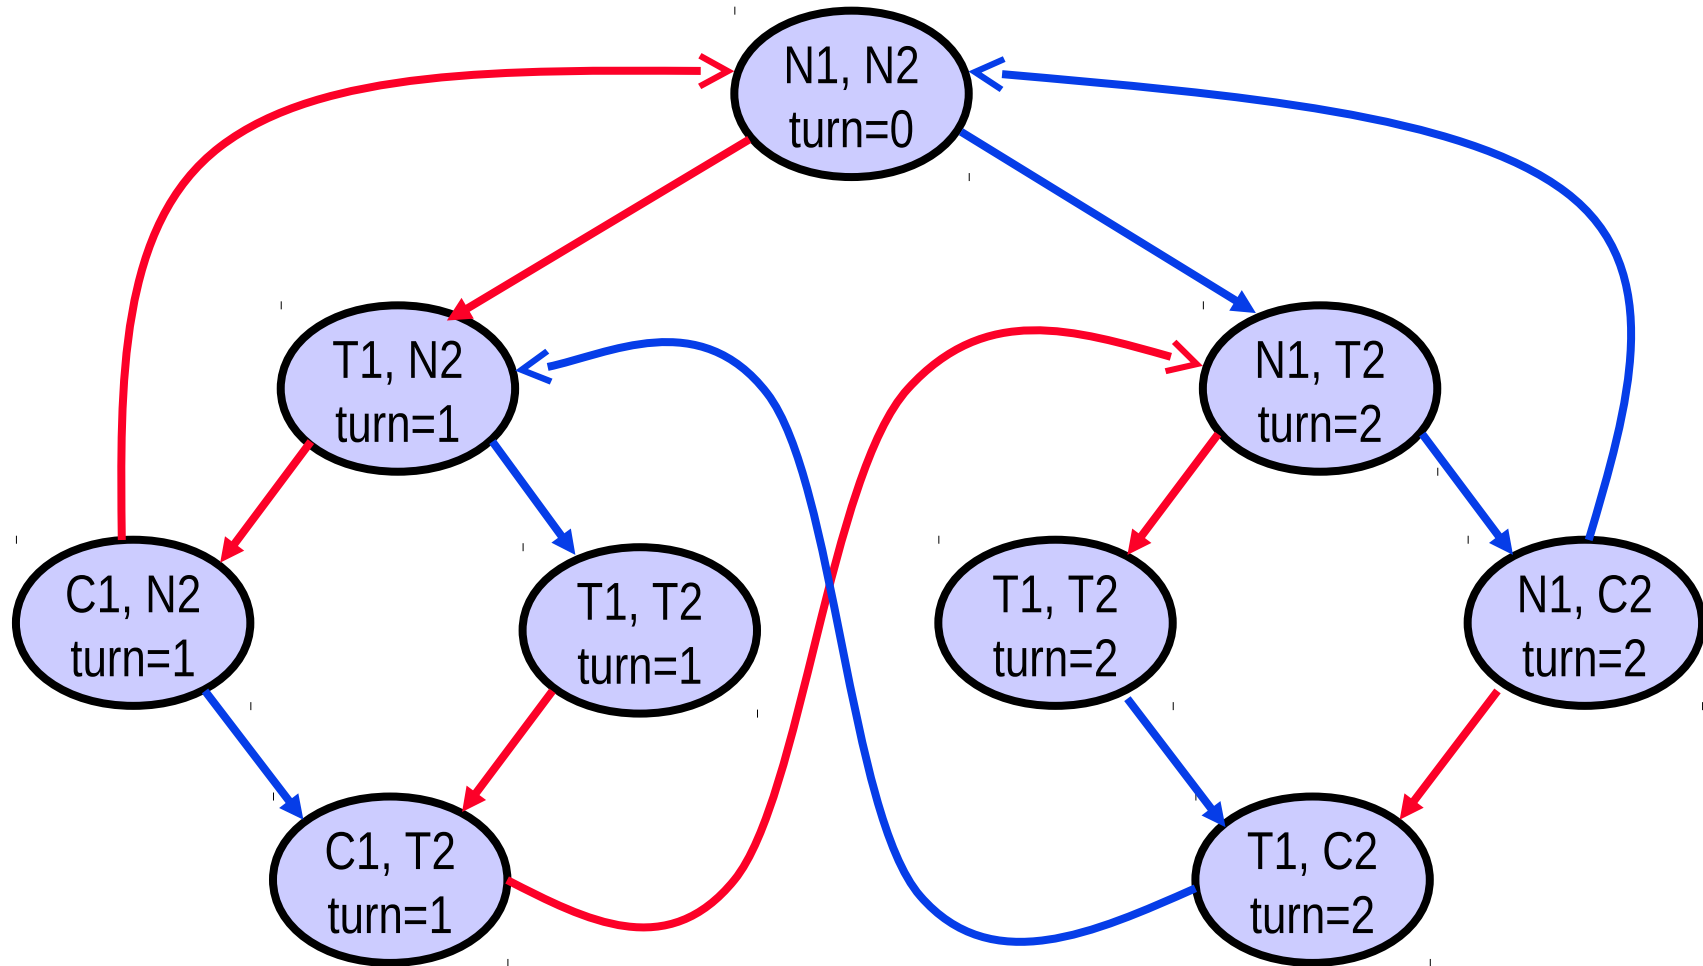 N1, N2
turn=0
T1, N2
turn=1
N1, T2
turn=2
C1, N2
turn=1
T1, T2
turn=1
T1, T2
turn=2
N1, C2
turn=2
C1, T2
turn=1
T1, C2
turn=2